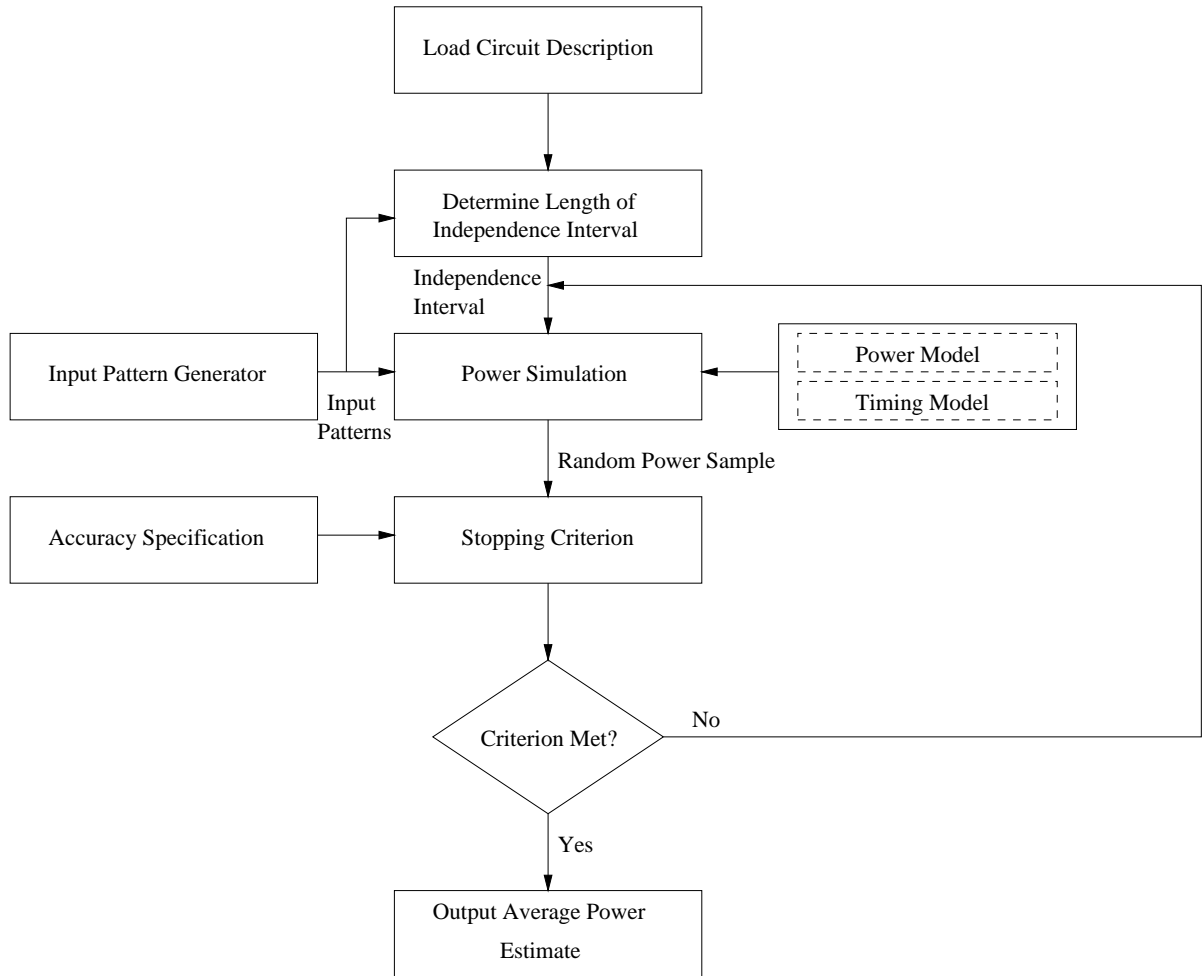 Load Circuit Description
Determine Length of
Independence Interval
Independence
Interval
Input Pattern Generator
Power Simulation
Power Model
Timing Model
Input
Patterns
Random Power Sample
Accuracy Specification
Stopping Criterion
Criterion Met?
No
Yes
Output Average Power
Estimate